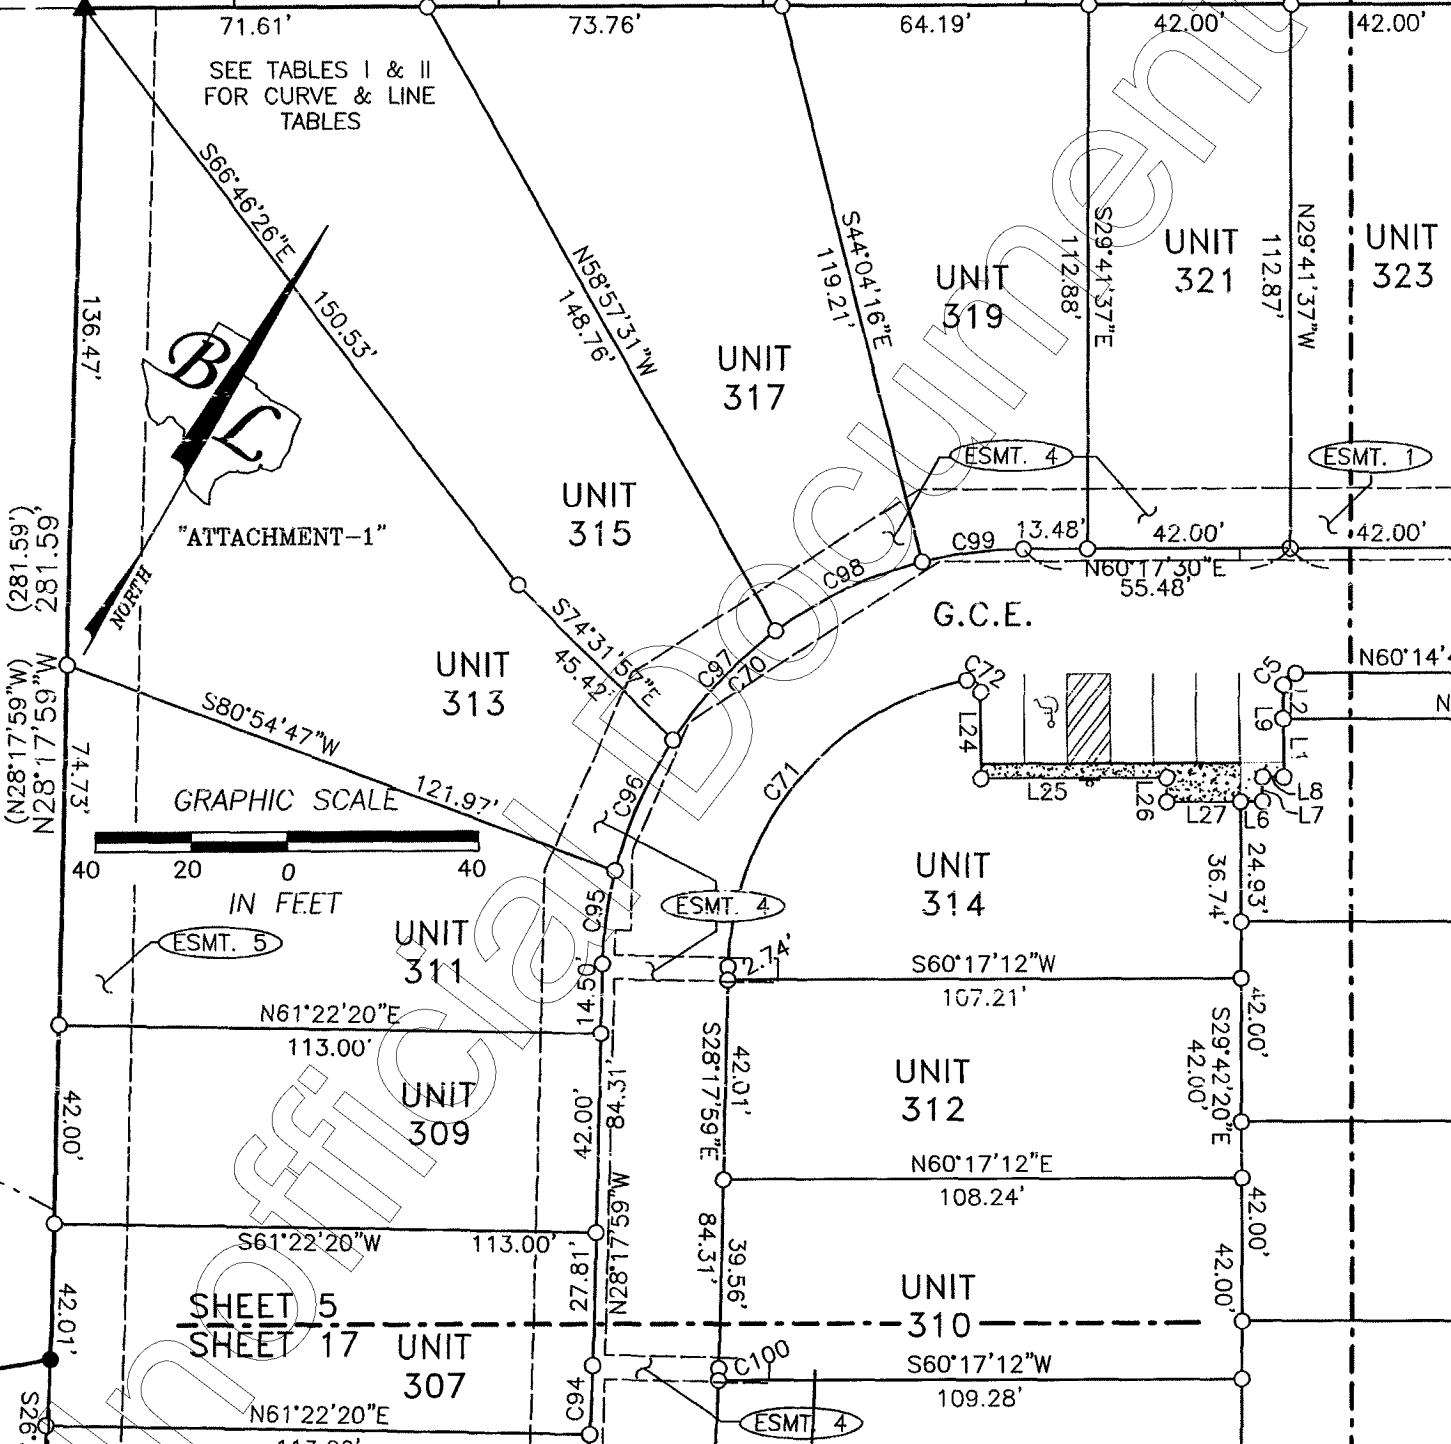 71.61'
73.76'
64.19'
42.00'
42.00'
SEE TABLES I & II
FOR CURVE & LINE
TABLES
S66°46'26"E
150.53'
N58°57'31"W
148.76'
S44°04'16"E
119.21'
S29°41'37"E
112.88'
N29°41'37"W
112.87'
UNIT
319
UNIT
321
UNIT
323
136.47'
B
L
UNIT
317
"ATTACHMENT-1"
NORTH
UNIT
315
ESMT. 4
ESMT. 1
C98
C99
13.48'
42.00'
42.00'
N60°17'30"E
55.48'
G.C.E.
(281.59')
281.59'
(N28°17'59"W)
N28°17'59"W
74.73'
S74°31'57"E
45.42'
C97
C70
UNIT
313
S80°54'47"W
121.97'
C96
C71
C72
C5
N60°14'4
N
L24
L2
L9
L1
L25
L26
L27
L6
L8
L7
GRAPHIC SCALE
40 20 0 40
IN FEET
UNIT
314
36.74'
24.93'
ESMT. 4
C95
UNIT
311
ESMT. 5
14.50'
2.74'
S60°17'12"W
107.21'
N61°22'20"E
113.00'
42.00'
S28°17'59"E
42.01'
UNIT
312
S29°42'20"E
42.00'
UNIT
309
42.00'
42.00'
84.31'
N28°17'59"W
N60°17'12"E
108.24'
S61°22'20"W
113.00'
27.81'
84.31'
39.56'
42.00'
42.00'
UNIT
310
SHEET 5
SHEET 17
42.01'
UNIT
307
C94
C100
S60°17'12"W
109.28'
N61°22'20"E
ESMT. 4
S26°
Unofficial Document